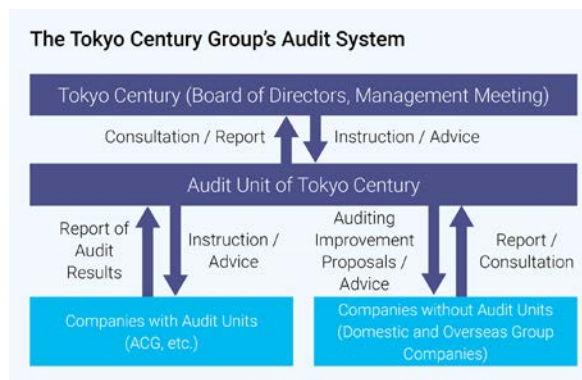 The Tokyo Century Group's Audit System
Tokyo Century (Board of Directors, Management Meeting)
Consultation / Report
Instruction / Advice
Audit Unit of Tokyo Century
Report of
Audit
Results
Instruction /
Advice
Auditing
Improvement
Proposals /
Advice
Report /
Consultation
Companies with Audit Units
(ACG, etc.)
Companies without Audit Units
(Domestic and Overseas Group
Companies)